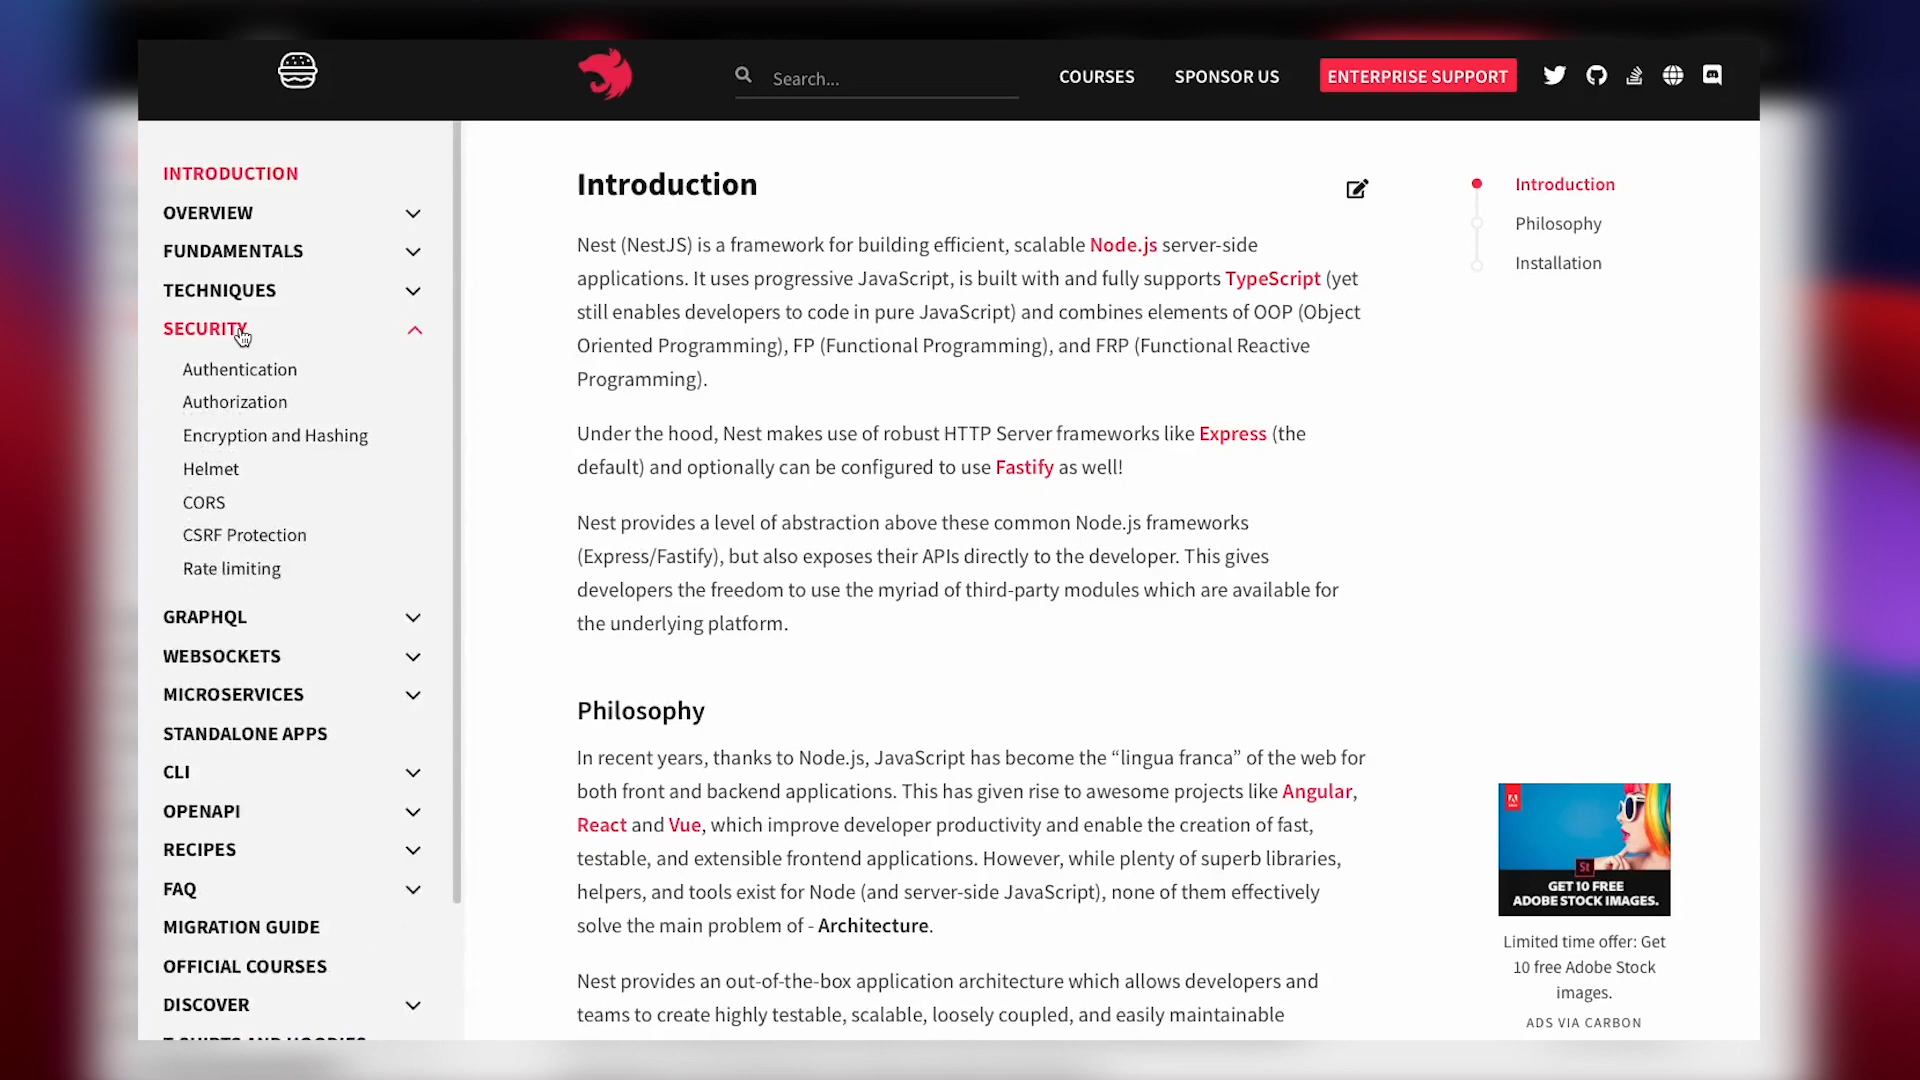 Search...
COURSES
SPONSOR US
ENTERPRISE SUPPORT
INTRODUCTION
OVERVIEW
FUNDAMENTALS
TECHNIQUES
SECURITY
Authentication
Authorization
Encryption and Hashing
Helmet
CORS
CSRF Protection
Rate limiting
GRAPHQL
WEBSOCKETS
MICROSERVICES
STANDALONE APPS
CLI
OPENAPI
RECIPES
FAQ
MIGRATION GUIDE
OFFICIAL COURSES
DISCOVER
T-SHIRTS AND HOODIES
Introduction
Nest (NestJS) is a framework for building efficient, scalable Node.js server-side
applications. It uses progressive JavaScript, is built with and fully supports TypeScript (yet
still enables developers to code in pure JavaScript) and combines elements of OOP (Object
Oriented Programming), FP (Functional Programming), and FRP (Functional Reactive
Programming).
Under the hood, Nest makes use of robust HTTP Server frameworks like Express (the
default) and optionally can be configured to use Fastify as well!
Nest provides a level of abstraction above these common Node.js frameworks
(Express/Fastify), but also exposes their APIs directly to the developer. This gives
developers the freedom to use the myriad of third-party modules which are available for
the underlying platform.
Philosophy
In recent years, thanks to Node.js, JavaScript has become the “lingua franca” of the web for
both front and backend applications. This has given rise to awesome projects like Angular,
React and Vue, which improve developer productivity and enable the creation of fast,
testable, and extensible frontend applications. However, while plenty of superb libraries,
helpers, and tools exist for Node (and server-side JavaScript), none of them effectively
solve the main problem of - Architecture.
Nest provides an out-of-the-box application architecture which allows developers and
teams to create highly testable, scalable, loosely coupled, and easily maintainable
Introduction
Philosophy
Installation
St
GET 10 FREE
ADOBE STOCK IMAGES.
Limited time offer: Get
10 free Adobe Stock
images.
ADS VIA CARBON